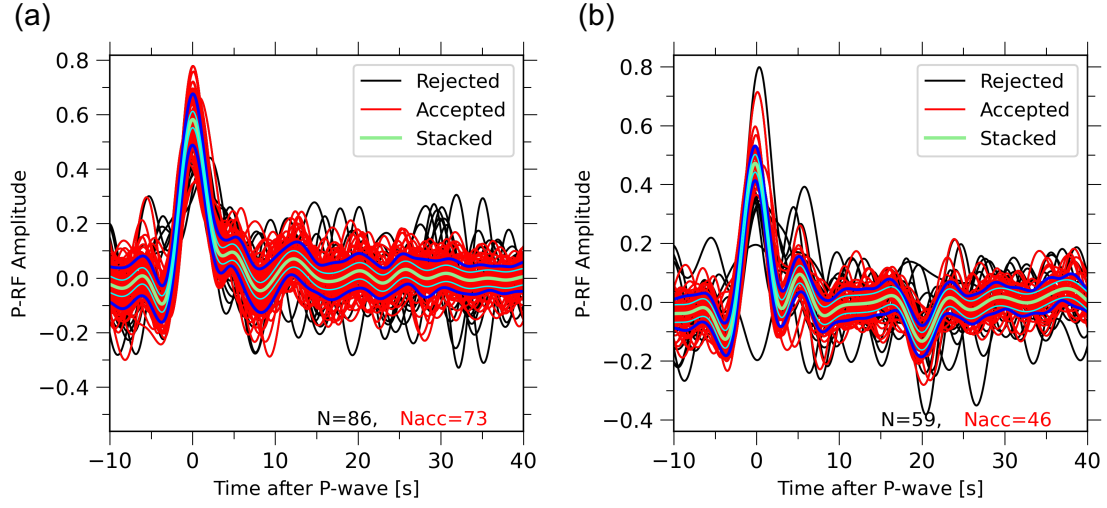 (a)
P-RF Amplitude
0.8
0.6
0.4
0.2
0.0
−0.2
−0.4
Rejected
Accepted
Stacked
N=86, Nacc=73
−10 0 10 20 30 40
Time after P-wave [s]
(b)
P-RF Amplitude
0.8
0.6
0.4
0.2
0.0
−0.2
−0.4
Rejected
Accepted
Stacked
N=59, Nacc=46
−10 0 10 20 30 40
Time after P-wave [s]